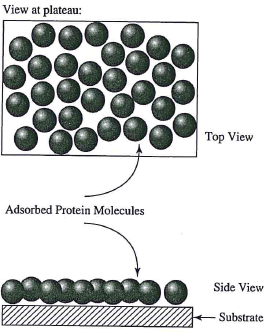 View at plateau:
Top View
Adsorbed Protein Molecules
Side View
Substrate